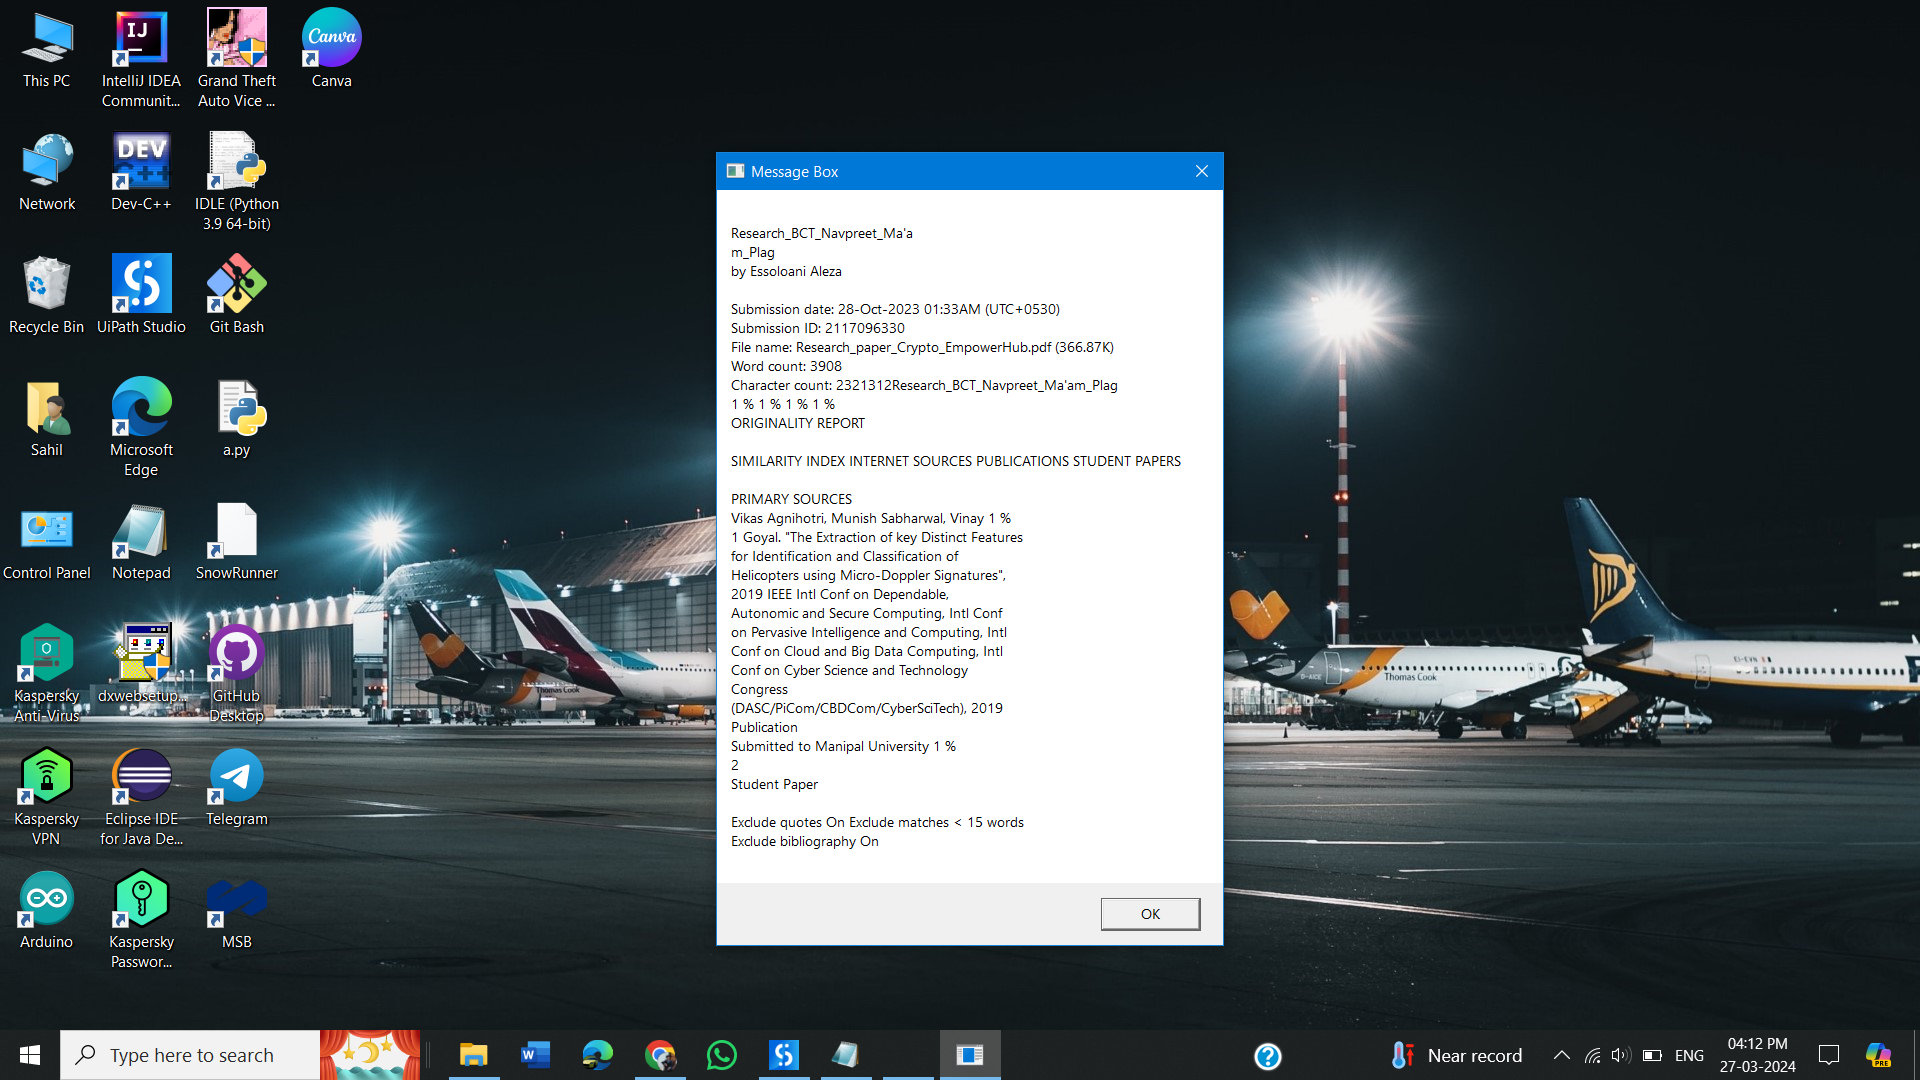 This PC
IntelliJ IDEA
Communit...
Grand Theft
Auto Vice ...
Canva
Canva
IJ
Network
DEV
C++
Dev-C++
IDLE (Python
3.9 64-bit)
Recycle Bin
UiPath Studio
Git Bash
Sahil
Microsoft
Edge
a.py
Control Panel
Notepad
SnowRunner
Kaspersky
Anti-Virus
dxwebsetup...
GitHub
Desktop
Kaspersky
VPN
Eclipse IDE
for Java De...
Telegram
Arduino
Kaspersky
Passwor...
MSB
Message Box
Research_BCT_Navpreet_Ma'a
m_Plag
by Essoloani Aleza
Submission date: 28-Oct-2023 01:33AM (UTC+0530)
Submission ID: 2117096330
File name: Research_paper_Crypto_EmpowerHub.pdf (366.87K)
Word count: 3908
Character count: 2321312Research_BCT_Navpreet_Ma'am_Plag
1 % 1 % 1 % 1 %
ORIGINALITY REPORT
SIMILARITY INDEX INTERNET SOURCES PUBLICATIONS STUDENT PAPERS
PRIMARY SOURCES
Vikas Agnihotri, Munish Sabharwal, Vinay 1 %
1 Goyal. "The Extraction of key Distinct Features
for Identification and Classification of
Helicopters using Micro-Doppler Signatures",
2019 IEEE Intl Conf on Dependable,
Autonomic and Secure Computing, Intl Conf
on Pervasive Intelligence and Computing, Intl
Conf on Cloud and Big Data Computing, Intl
Conf on Cyber Science and Technology
Congress
(DASC/PiCom/CBDCom/CyberSciTech), 2019
Publication
Submitted to Manipal University 1 %
2
Student Paper
Exclude quotes On Exclude matches < 15 words
Exclude bibliography On
OK
Thomas Cook
Thomas Cook
D-AICE
Type here to search
Near record
ENG
04:12 PM
27-03-2024
PRE